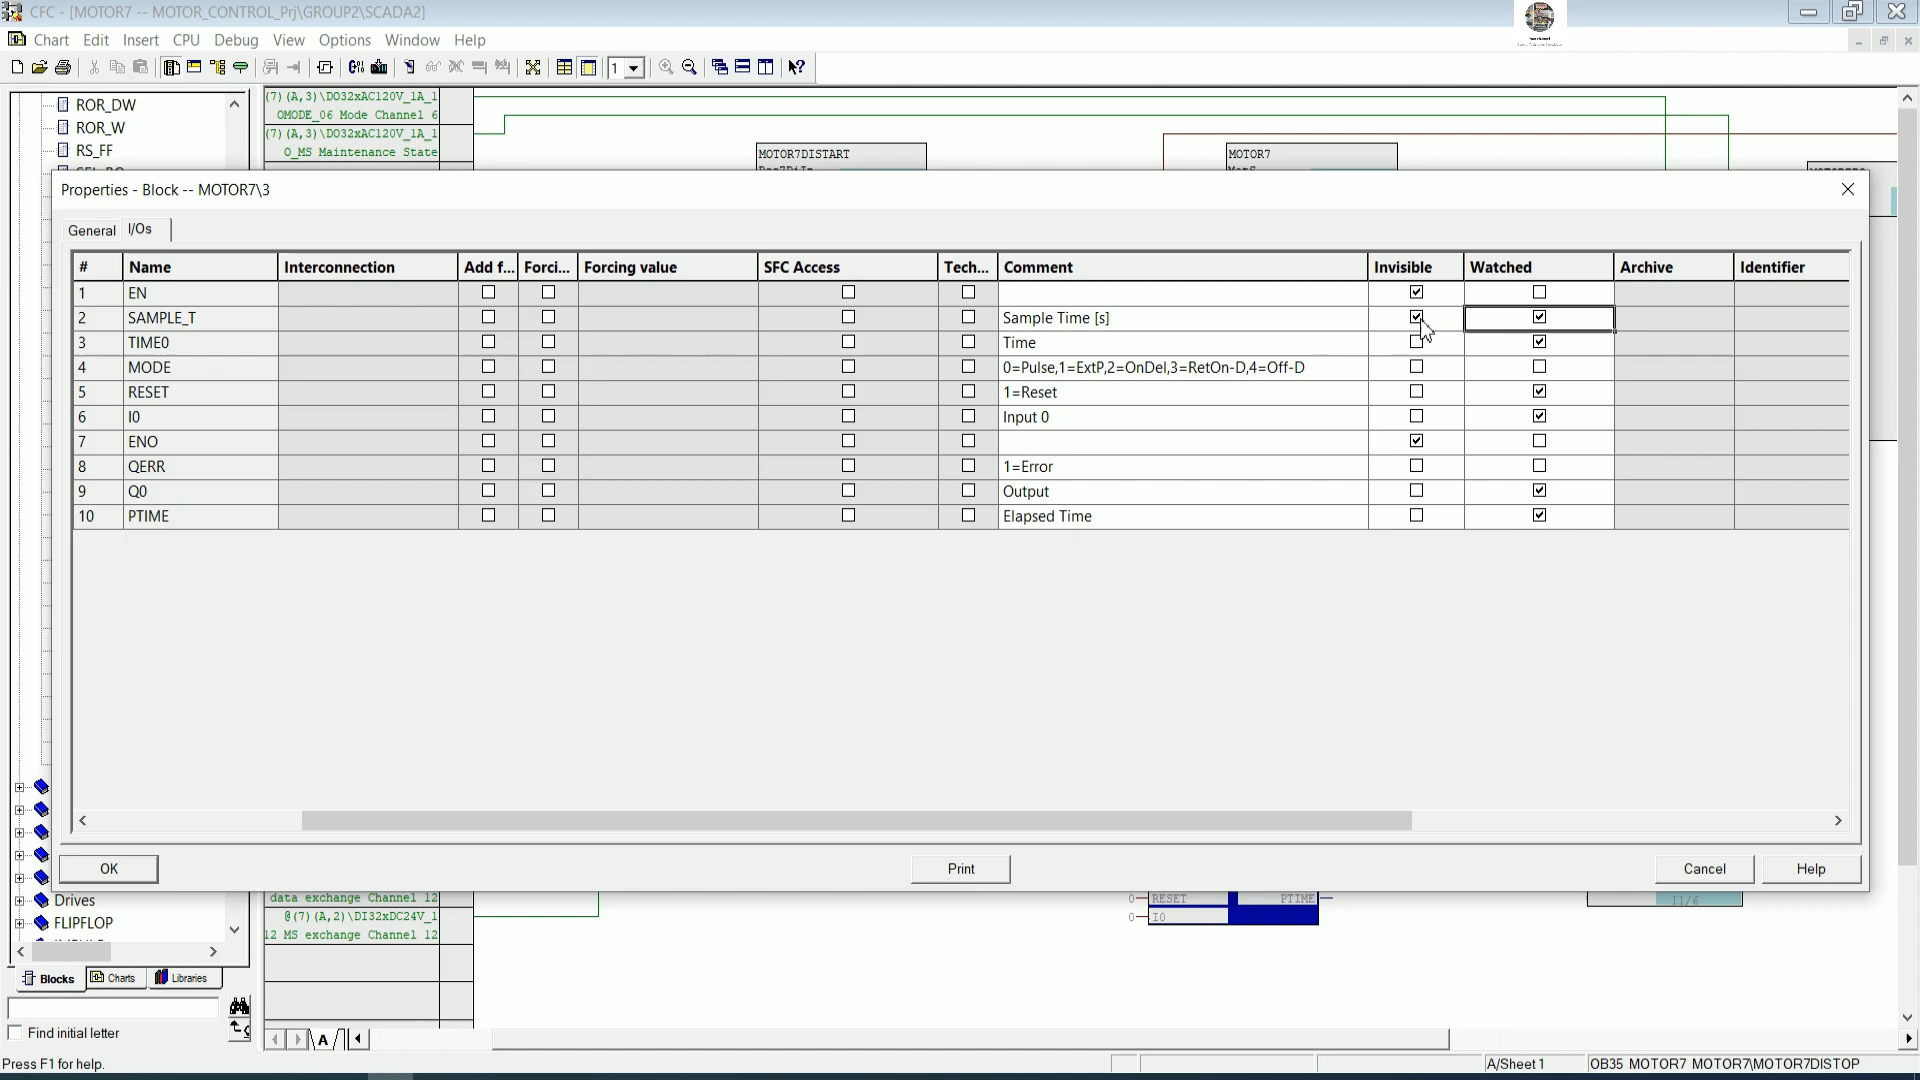 CFC - [MOTOR7 -- MOTOR_CONTROL_Prj\GROUP2\SCADA2]
Chart Edit Insert CPU Debug View Options Window Help
1
ROR_DW
ROR_W
RS_FF
(7)(A,3)\DO32xAC120V_1A_1
OMODE_06 Mode Channel 6
(7)(A,3)\DO32xAC120V_1A_1
O_MS Maintenance State
MOTOR7DISTART
MOTOR7
Properties - Block -- MOTOR7\3
General I/Os
# Name Interconnection Add f... Forci... Forcing value SFC Access Tech... Comment Invisible Watched Archive Identifier
1 EN
2 SAMPLE_T Sample Time [s]
3 TIME0 Time
4 MODE 0=Pulse,1=ExtP,2=OnDel,3=RetOn-D,4=Off-D
5 RESET 1=Reset
6 I0 Input 0
7 ENO
8 QERR 1=Error
9 Q0 Output
10 PTIME Elapsed Time
OK Print Cancel Help
Drives
FLIPFLOP
data exchange Channel 12
@(7)(A,2)\DI32xDC24V_1
12 MS exchange Channel 12
0 RESET PTIME
0 I0
11/6
Blocks Charts Libraries
Find initial letter
A
Press F1 for help.
A/Sheet 1 OB35 MOTOR7 MOTOR7\MOTOR7DISTOP